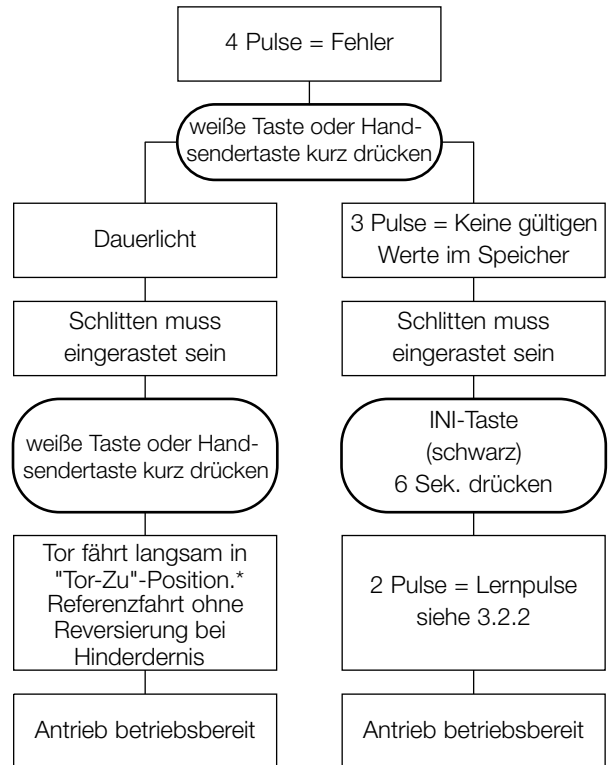 4 Pulse = Fehler
weiße Taste oder Hand-
sendertaste kurz drücken
Dauerlicht
Schlitten muss
eingerastet sein
weiße Taste oder Hand-
sendertaste kurz drücken
Tor fährt langsam in
"Tor-Zu"-Position.*
Referenzfahrt ohne
Reversierung bei
Hinderdernis
Antrieb betriebsbereit
3 Pulse = Keine gültigen
Werte im Speicher
Schlitten muss
eingerastet sein
INI-Taste
(schwarz)
6 Sek. drücken
2 Pulse = Lernpulse
siehe 3.2.2
Antrieb betriebsbereit